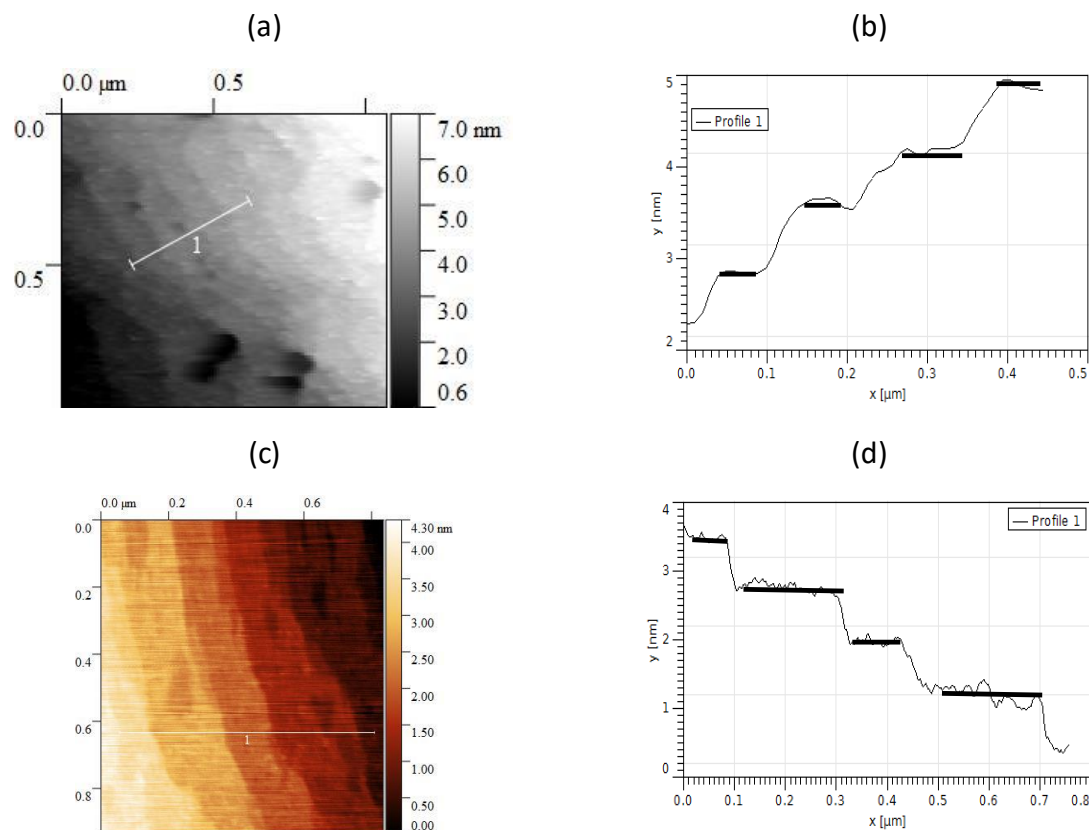 (a)
0.0 μm 0.5
0.0
0.5
1
7.0 nm
6.0
5.0
4.0
3.0
2.0
0.6
(b)
5
4
3
2
y [nm]
Profile 1
0.0 0.1 0.2 0.3 0.4 0.5
x [μm]
(c)
0.0 μm 0.2 0.4 0.6
0.0
0.2
0.4
0.6
0.8
1
4.30 nm
4.00
3.50
3.00
2.50
2.00
1.50
1.00
0.50
0.00
(d)
4
3
2
1
0
y [nm]
Profile 1
0.0 0.1 0.2 0.3 0.4 0.5 0.6 0.7 0.8
x [μm]